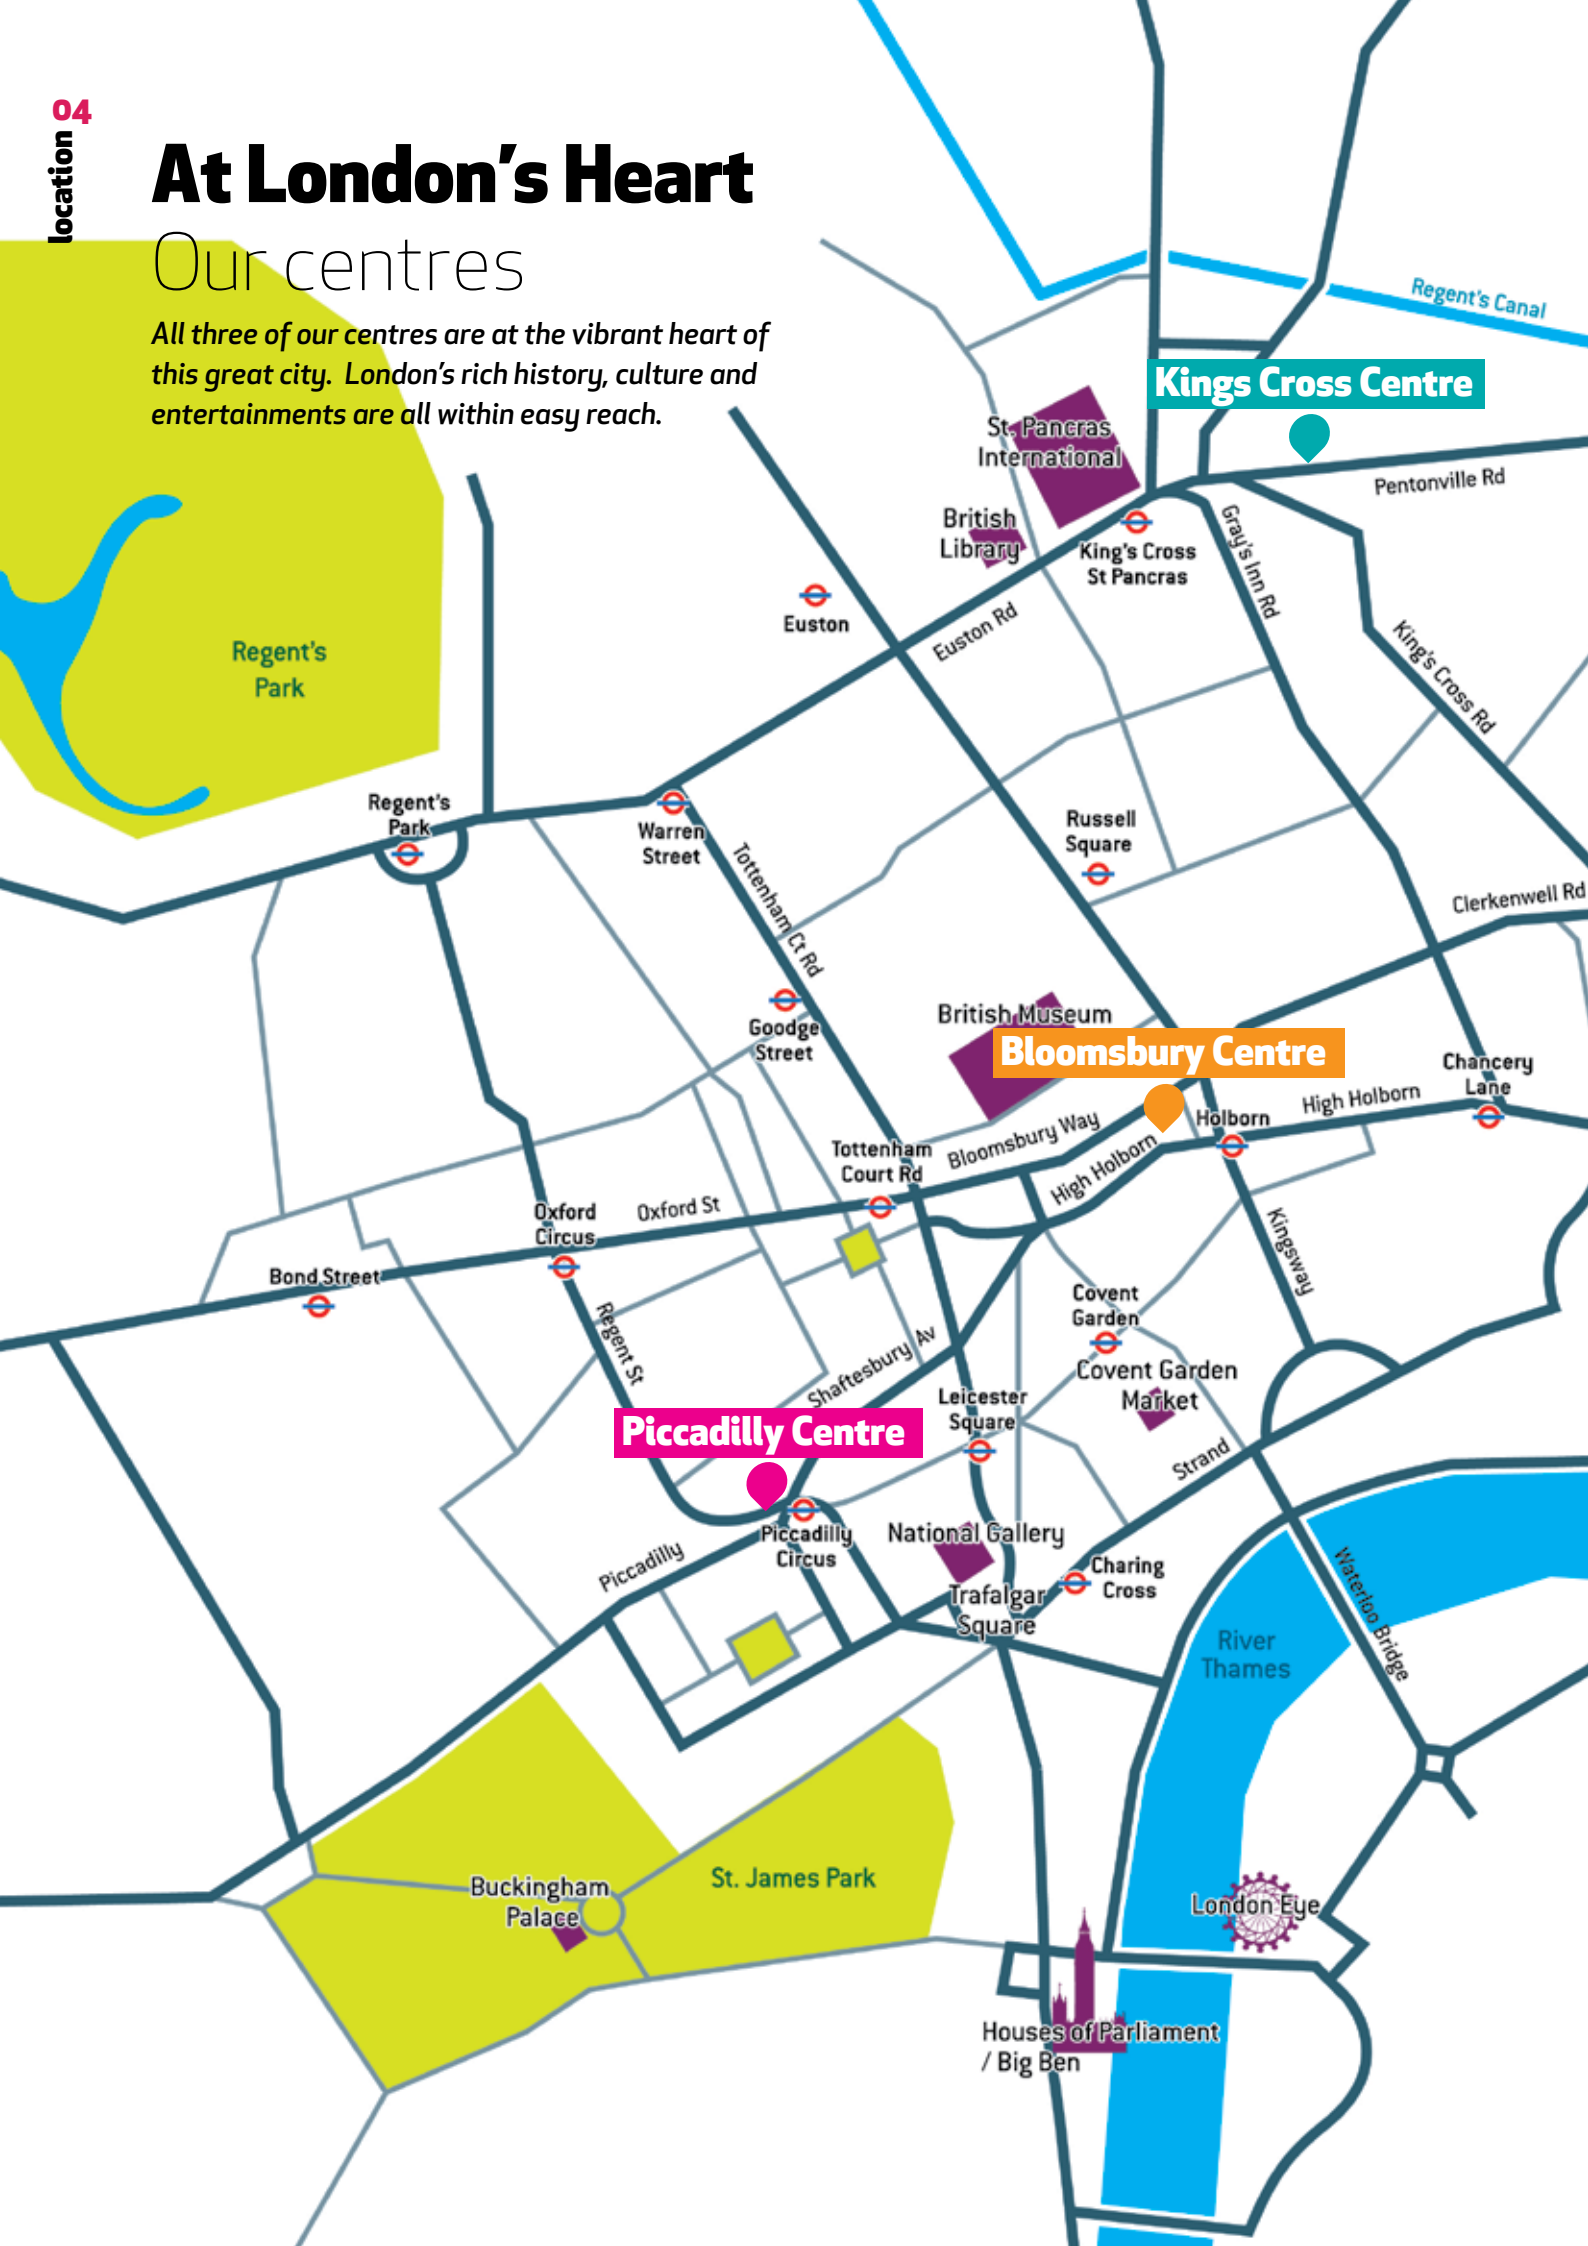 04
location
At London's Heart
Our centres
All three of our centres are at the vibrant heart of
this great city.  London's rich history, culture and
entertainments are all within easy reach.
Regent's Canal
Kings Cross Centre
St. Pancras
International
Pentonville Rd
British
Library
King's Cross
St Pancras
Gray's Inn Rd
Euston
Euston Rd
King's Cross Rd
Regent's
Park
Regent's
Park
Warren
Street
Tottenham Ct Rd
Russell
Square
Clerkenwell Rd
Goodge
Street
British Museum
Bloomsbury Centre
Chancery
Lane
High Holborn
Holborn
Bloomsbury Way
High Holborn
Tottenham
Court Rd
Oxford St
Oxford
Circus
Bond Street
Kingsway
Regent St
Covent
Garden
Covent Garden
Market
Shaftesbury Av
Leicester
Square
Piccadilly Centre
Strand
Piccadilly
Circus
Piccadilly
National Gallery
Charing
Cross
Trafalgar
Square
Waterloo Bridge
River
Thames
St. James Park
Buckingham
Palace
London Eye
Houses of Parliament
/ Big Ben